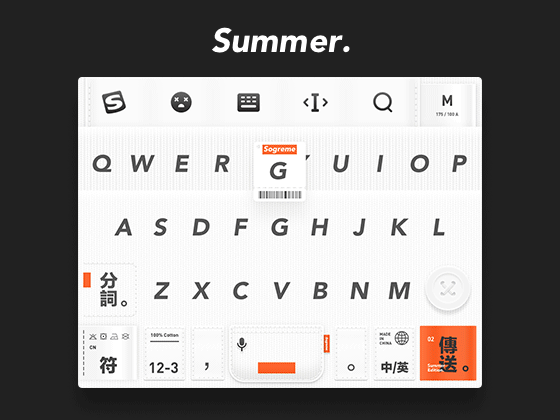 Summer.
S
M
175 / 100 A
Sogreme
Q W E R G Y U I O P
A S D F G H J K L
分
詞。
Z X C V B N M
CN
符
100% Cotton
12-3
,
。
MADE
IN
CHINA
中/英
02
傳
送。
Summer
Edition